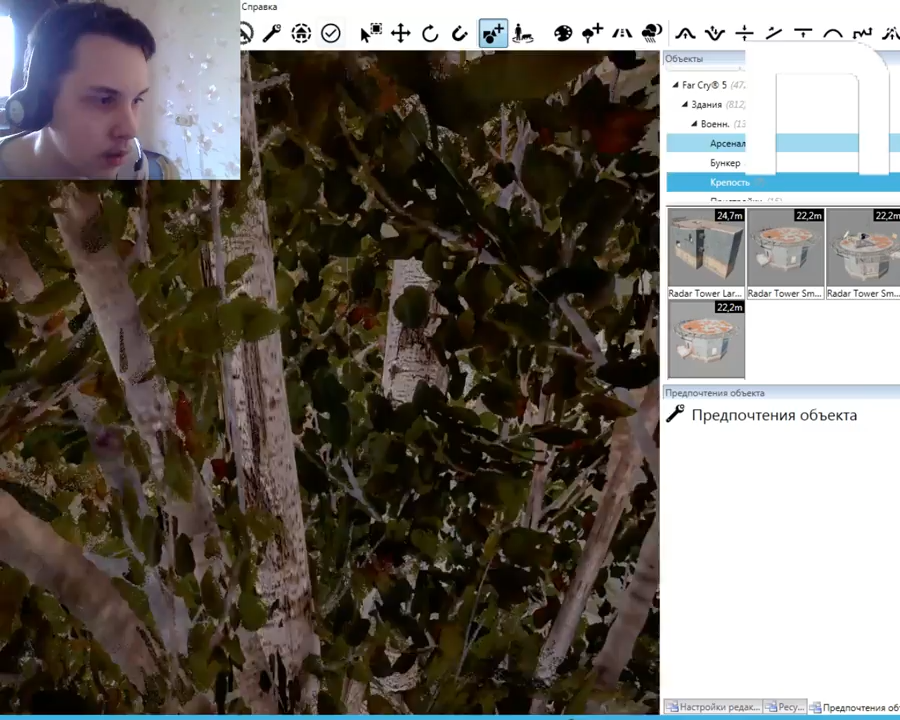 Справка
Объекты
Far Cry® 5
Здания (812
Военн.
Арсенал
Бункер
Крепость
24,7m
22,2m
22,2m
Radar Tower Lar...
Radar Tower Sm...
Radar Tower Sm...
22,2m
Предпочтения объекта
Предпочтения объекта
Настройки редак...
Ресу...
Предпочтения об